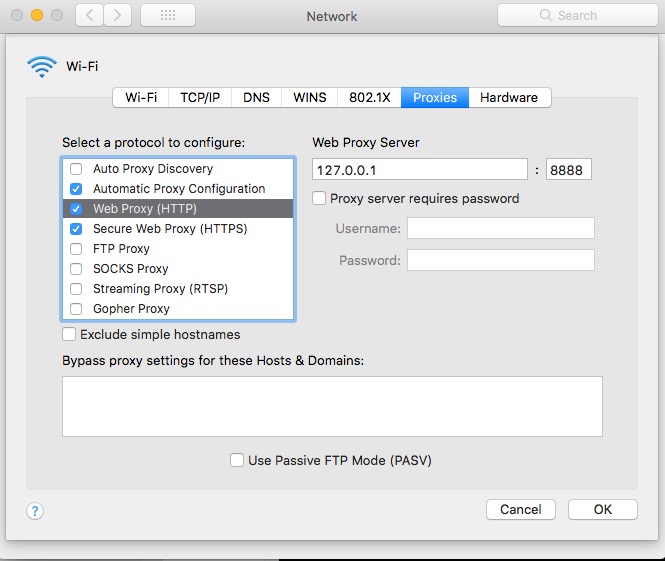 Network
Search
Wi-Fi
Wi-Fi TCP/IP DNS WINS 802.1X Proxies Hardware
Select a protocol to configure:
Auto Proxy Discovery
Automatic Proxy Configuration
Web Proxy (HTTP)
Secure Web Proxy (HTTPS)
FTP Proxy
SOCKS Proxy
Streaming Proxy (RTSP)
Gopher Proxy
Exclude simple hostnames
Web Proxy Server
127.0.0.1 : 8888
Proxy server requires password
Username:
Password:
Bypass proxy settings for these Hosts & Domains:
Use Passive FTP Mode (PASV)
?
Cancel
OK